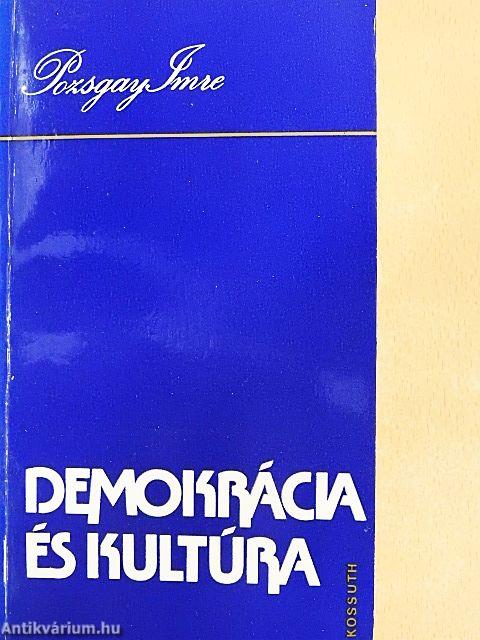 Pozsgay Imre
DEMOKRÁCIA
ÉS KULTÚRA
KOSSUTH
Antikvárium.hu